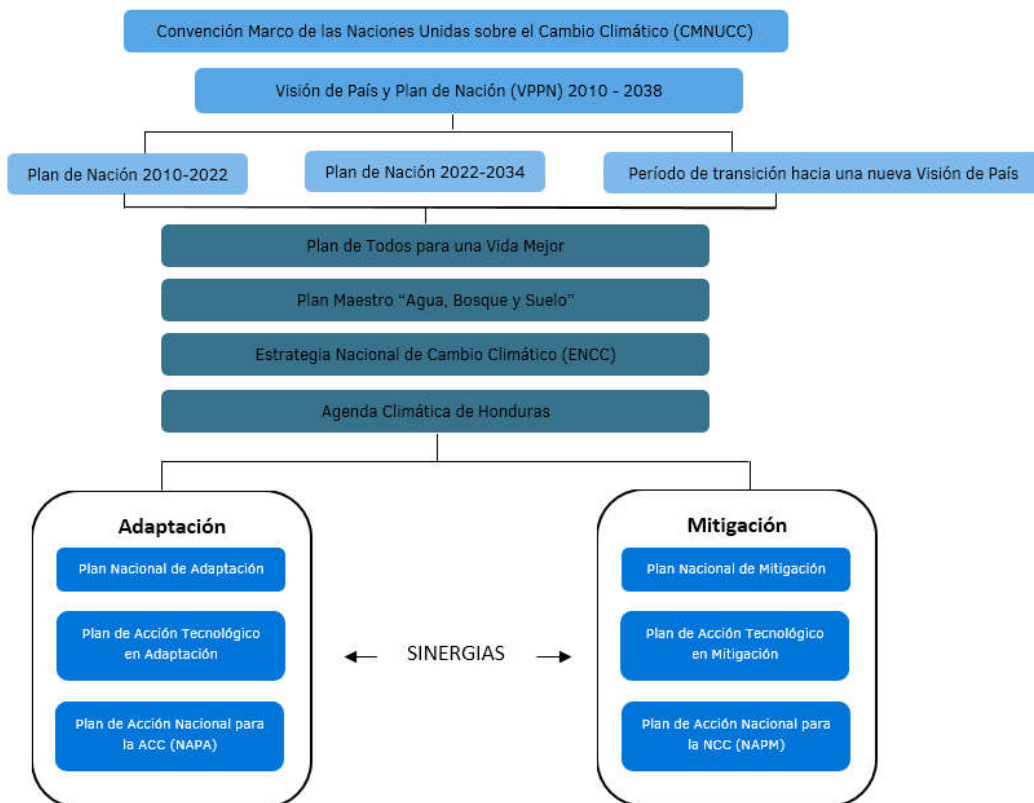 Convención Marco de las Naciones Unidas sobre el Cambio Climático (CMNUCC)
Visión de País y Plan de Nación (VPPN) 2010 - 2038
Plan de Nación 2010-2022
Plan de Nación 2022-2034
Período de transición hacia una nueva Visión de País
Plan de Todos para una Vida Mejor
Plan Maestro “Agua, Bosque y Suelo”
Estrategia Nacional de Cambio Climático (ENCC)
Agenda Climática de Honduras
Adaptación
Plan Nacional de Adaptación
Plan de Acción Tecnológico
en Adaptación
Plan de Acción Nacional para
la ACC (NAPA)
SINERGIAS
Mitigación
Plan Nacional de Mitigación
Plan de Acción Tecnológico
en Mitigación
Plan de Acción Nacional para
la NCC (NAPM)